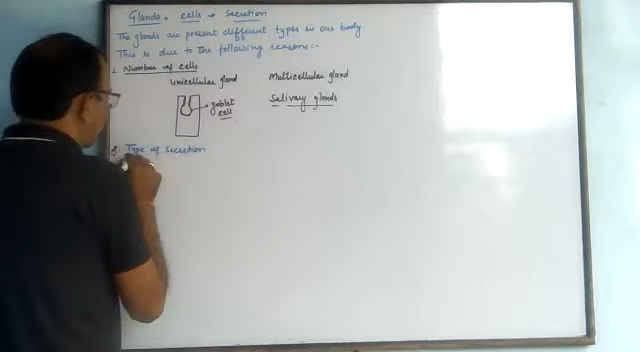 Glands, cells → secretion
The glands are present different types in our body
This is due to the following reasons:-
1. Number of cells
unicellular gland Multicellular gland
goblet cell
Salivary glands
2. Type of secretion